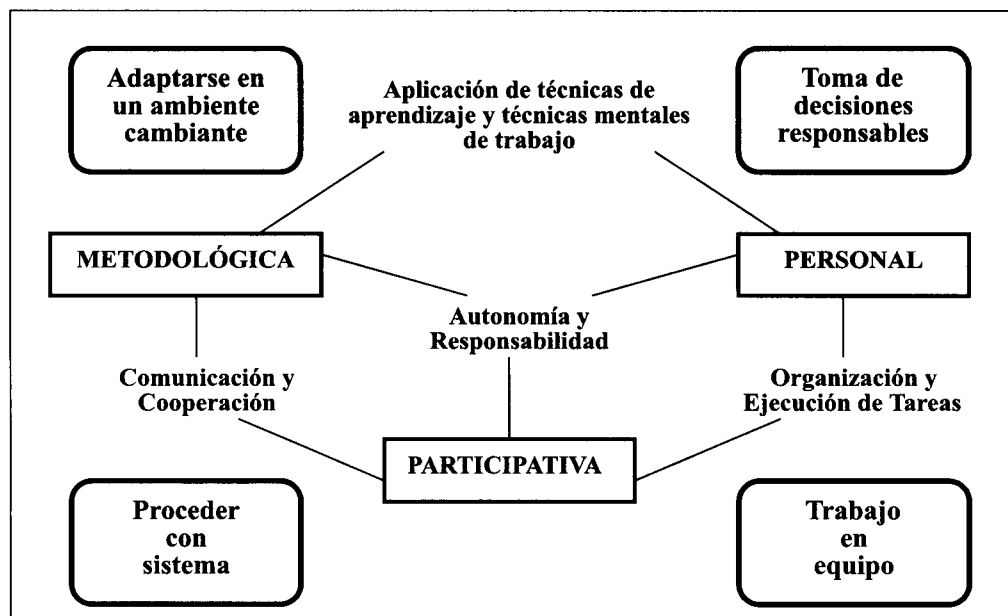 Adaptarse en
un ambiente
cambiante
Aplicación de técnicas de
aprendizaje y técnicas mentales
de trabajo
Toma de
decisiones
responsables
METODOLÓGICA
PERSONAL
Autonomía y
Responsabilidad
Comunicación y
Cooperación
Organización y
Ejecución de Tareas
PARTICIPATIVA
Proceder
con
sistema
Trabajo
en
equipo